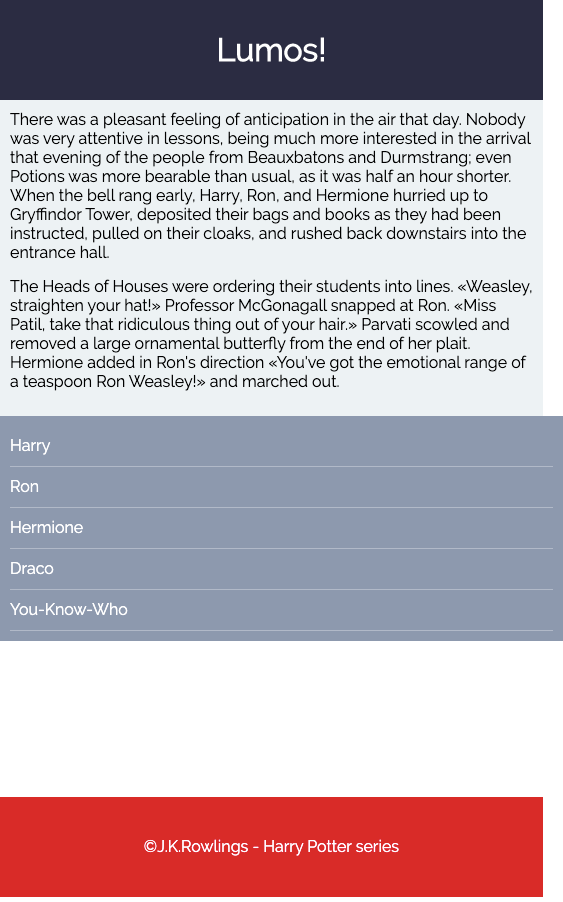 Lumos!
There was a pleasant feeling of anticipation in the air that day. Nobody
was very attentive in lessons, being much more interested in the arrival
that evening of the people from Beauxbatons and Durmstrang; even
Potions was more bearable than usual, as it was half an hour shorter.
When the bell rang early, Harry, Ron, and Hermione hurried up to
Gryffindor Tower, deposited their bags and books as they had been
instructed, pulled on their cloaks, and rushed back downstairs into the
entrance hall.
The Heads of Houses were ordering their students into lines. «Weasley,
straighten your hat!» Professor McGonagall snapped at Ron. «Miss
Patil, take that ridiculous thing out of your hair.» Parvati scowled and
removed a large ornamental butterfly from the end of her plait.
Hermione added in Ron's direction «You've got the emotional range of
a teaspoon Ron Weasley!» and marched out.
Harry
Ron
Hermione
Draco
You-Know-Who
©J.K.Rowlings - Harry Potter series